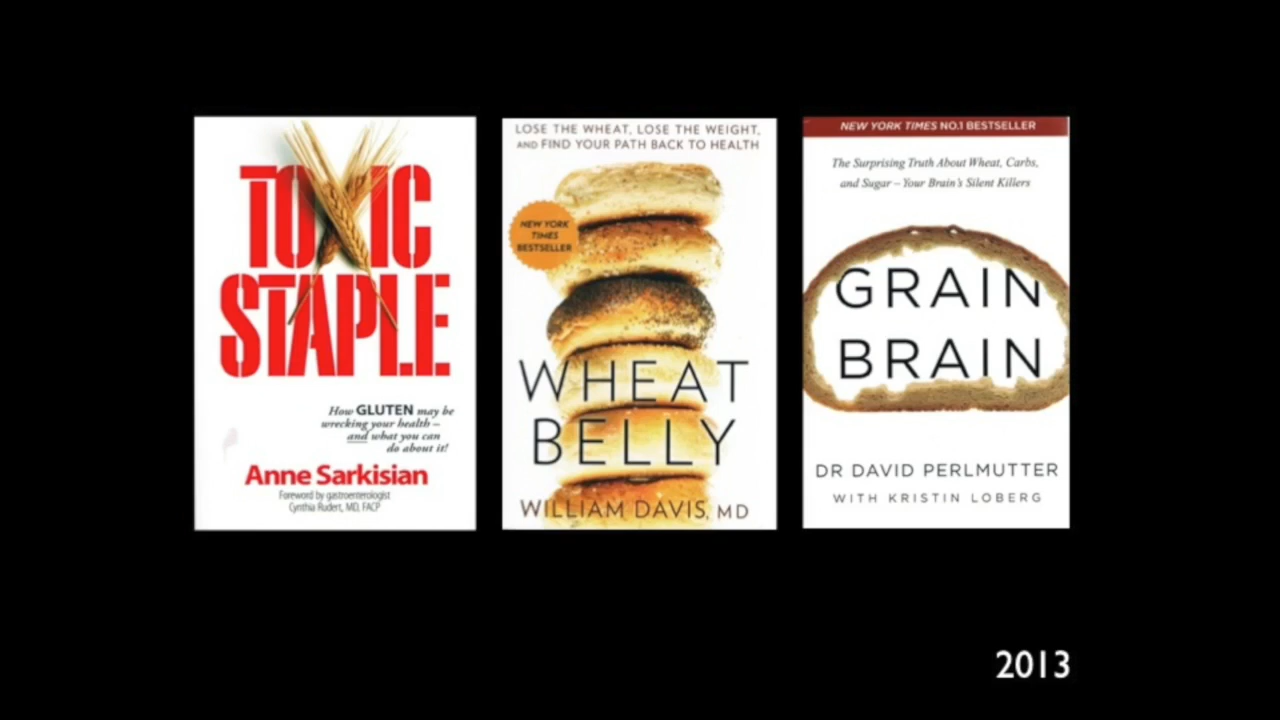 TOXIC
STAPLE
How GLUTEN may be
wrecking your health –
and what you can
do about it!
Anne Sarkisian
Foreword by gastroenterologist
Cynthia Rudert, MD, FACP
LOSE THE WHEAT, LOSE THE WEIGHT,
AND FIND YOUR PATH BACK TO HEALTH
NEW YORK
TIMES
BESTSELLER
WHEAT
BELLY
WILLIAM DAVIS, MD
NEW YORK TIMES NO.1 BESTSELLER
The Surprising Truth About Wheat, Carbs,
and Sugar – Your Brain's Silent Killers
GRAIN
BRAIN
DR DAVID PERLMUTTER
WITH KRISTIN LOBERG
2013